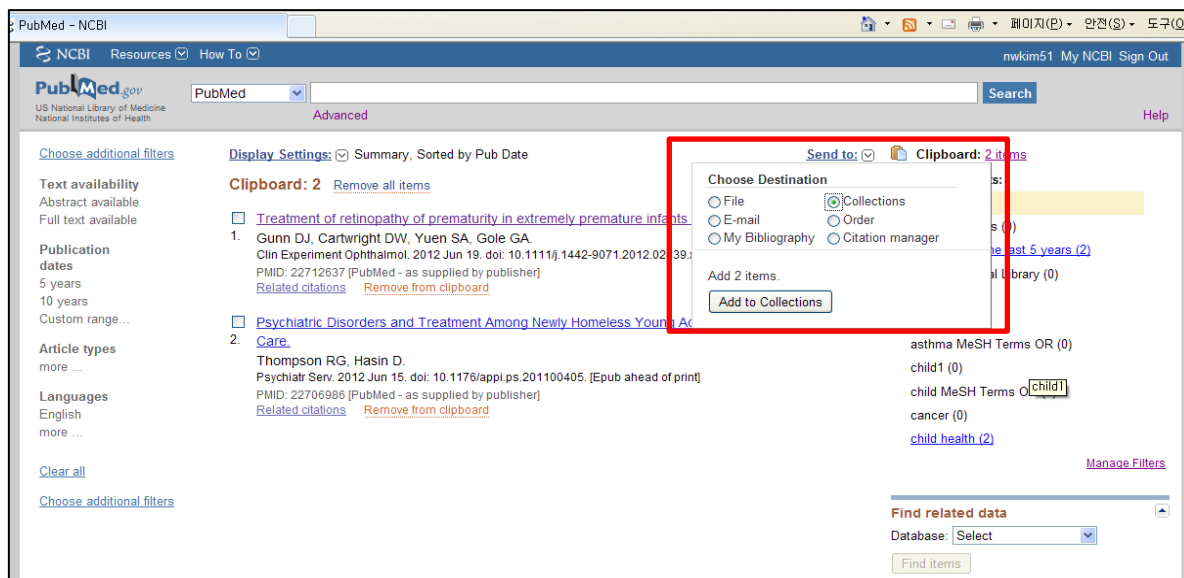 PubMed - NCBI
페이지(P) 안전(S) 도구(O
NCBI Resources How To
nwkim51 My NCBI Sign Out
PubMed.gov
US National Library of Medicine
National Institutes of Health
PubMed
Search
Advanced
Help
Choose additional filters
Text availability
Abstract available
Full text available
Publication
dates
5 years
10 years
Custom range...
Article types
more ...
Languages
English
more ...
Clear all
Choose additional filters
Display Settings: Summary, Sorted by Pub Date
Send to:
Clipboard: 2 Remove all items
Treatment of retinopathy of prematurity in extremely premature infants
1. Gunn DJ, Cartwright DW, Yuen SA, Gole GA.
Clin Experiment Ophthalmol. 2012 Jun 19. doi: 10.1111/j.1442-9071.2012.02
PMID: 22712637 [PubMed - as supplied by publisher]
Related citations Remove from clipboard
Psychiatric Disorders and Treatment Among Newly Homeless Young
2. Care.
Thompson RG, Hasin D.
Psychiatr Serv. 2012 Jun 15. doi: 10.1176/appi.ps.201100405. [Epub ahead of print]
PMID: 22706986 [PubMed - as supplied by publisher]
Related citations Remove from clipboard
Choose Destination
File Collections
E-mail Order
My Bibliography Citation manager
Add 2 items.
Add to Collections
Clipboard: 2 items
s:
s (0)
last 5 years (2)
Library (0)
asthma MeSH Terms OR (0)
child1 (0)
child MeSH Terms
child1
cancer (0)
child health (2)
Manage Filters
Find related data
Database: Select
Find items